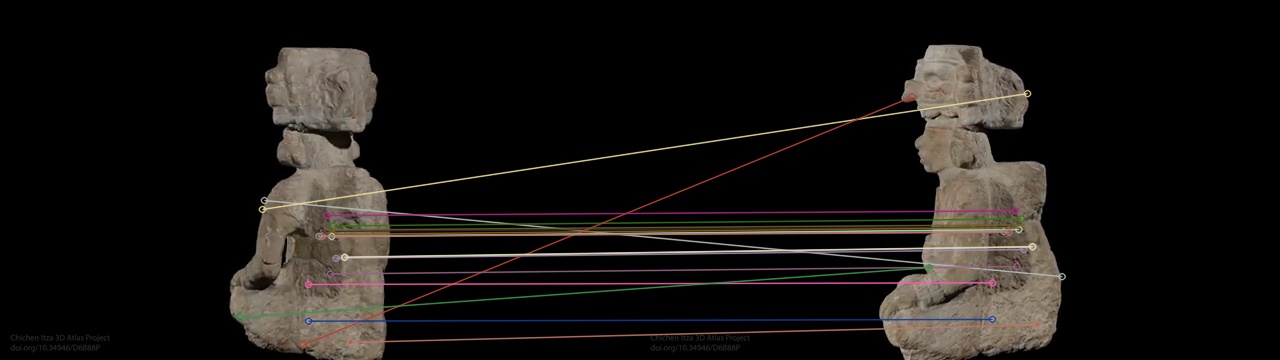 Chichen Itza 3D Atlas Project
doi.org/10.34946/D6B88P
Chichen Itza 3D Atlas Project
doi.org/10.34946/D6B88P